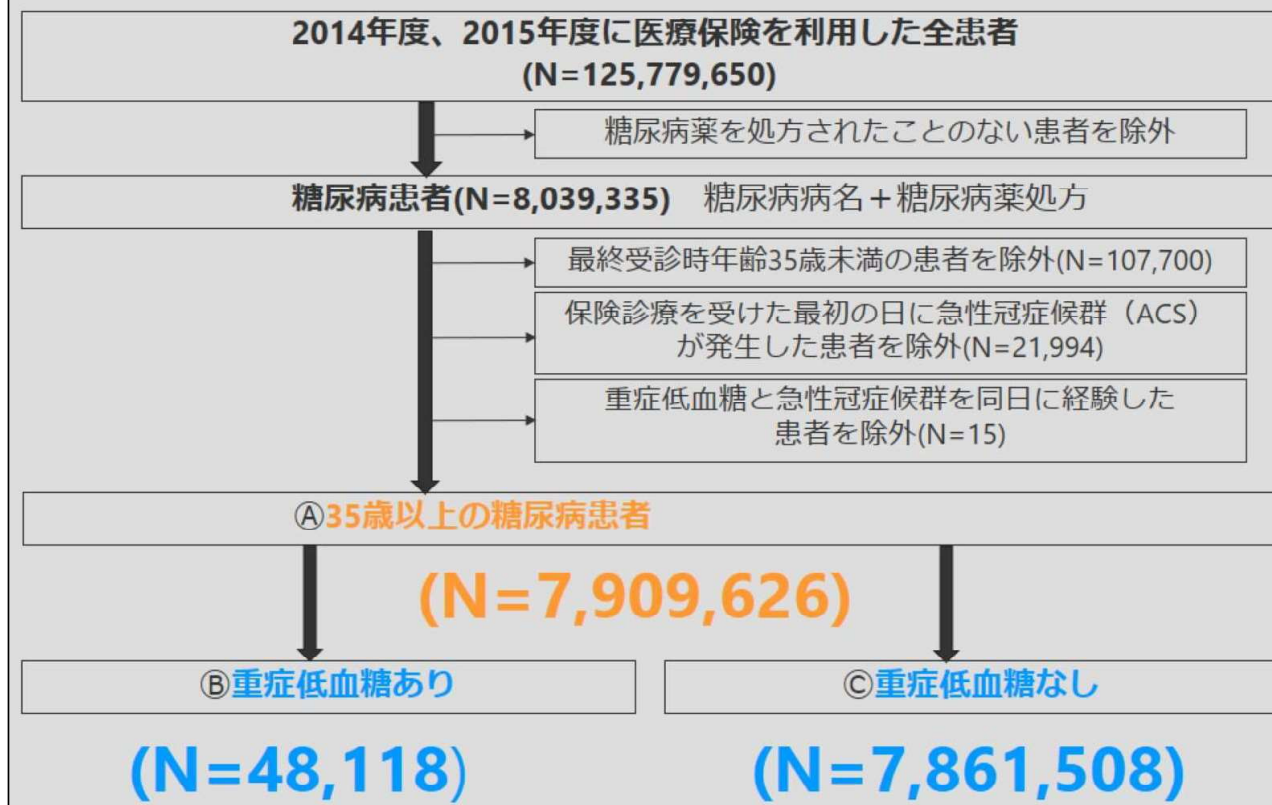 2014年度、2015年度に医療保険を利用した全患者
(N=125,779,650)
糖尿病薬を処方されたことのない患者を除外
糖尿病患者(N=8,039,335) 糖尿病病名＋糖尿病薬処方
最終受診時年齢35歳未満の患者を除外(N=107,700)
保険診療を受けた最初の日に急性冠症候群（ACS）
が発生した患者を除外(N=21,994)
重症低血糖と急性冠症候群を同日に経験した
患者を除外(N=15)
Ⓐ35歳以上の糖尿病患者
(N=7,909,626)
Ⓑ重症低血糖あり
Ⓒ重症低血糖なし
(N=48,118)
(N=7,861,508)